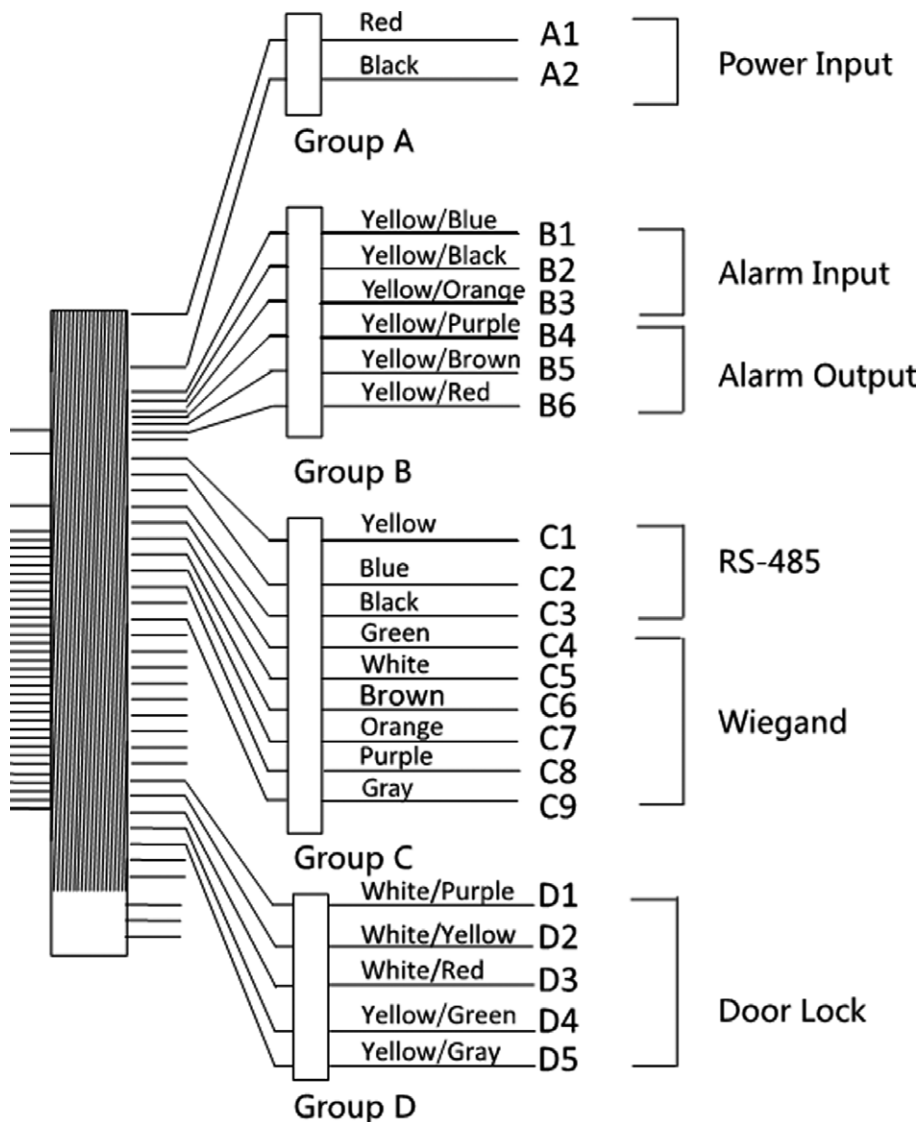 Red A1
Black A2
Power Input
Group A
Yellow/Blue B1
Yellow/Black B2
Yellow/Orange B3
Alarm Input
Yellow/Purple B4
Yellow/Brown B5
Yellow/Red B6
Alarm Output
Group B
Yellow C1
Blue C2
Black C3
RS-485
Green C4
White C5
Brown C6
Orange C7
Purple C8
Gray C9
Wiegand
Group C
White/Purple D1
White/Yellow D2
White/Red D3
Yellow/Green D4
Yellow/Gray D5
Door Lock
Group D